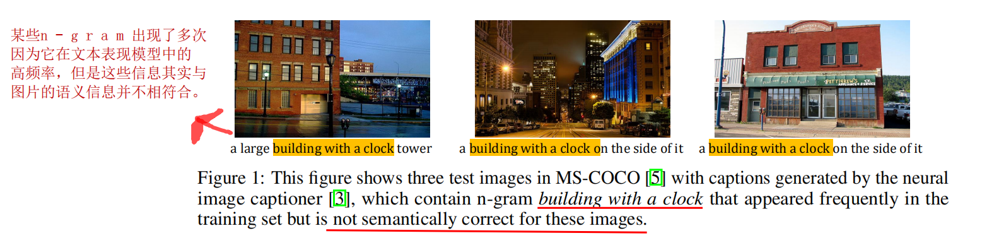 某些n - g r a m 出现了多次
因为它在文本表现模型中的
高频率，但是这些信息其实与
图片的语义信息并不相符合。
PETTIGREW'S
APPLIANCES & SERVICE
a large building with a clock tower
a building with a clock on the side of it
a building with a clock on the side of it
Figure 1: This figure shows three test images in MS-COCO [5] with captions generated by the neural
image captioner [3], which contain n-gram building with a clock that appeared frequently in the
training set but is not semantically correct for these images.